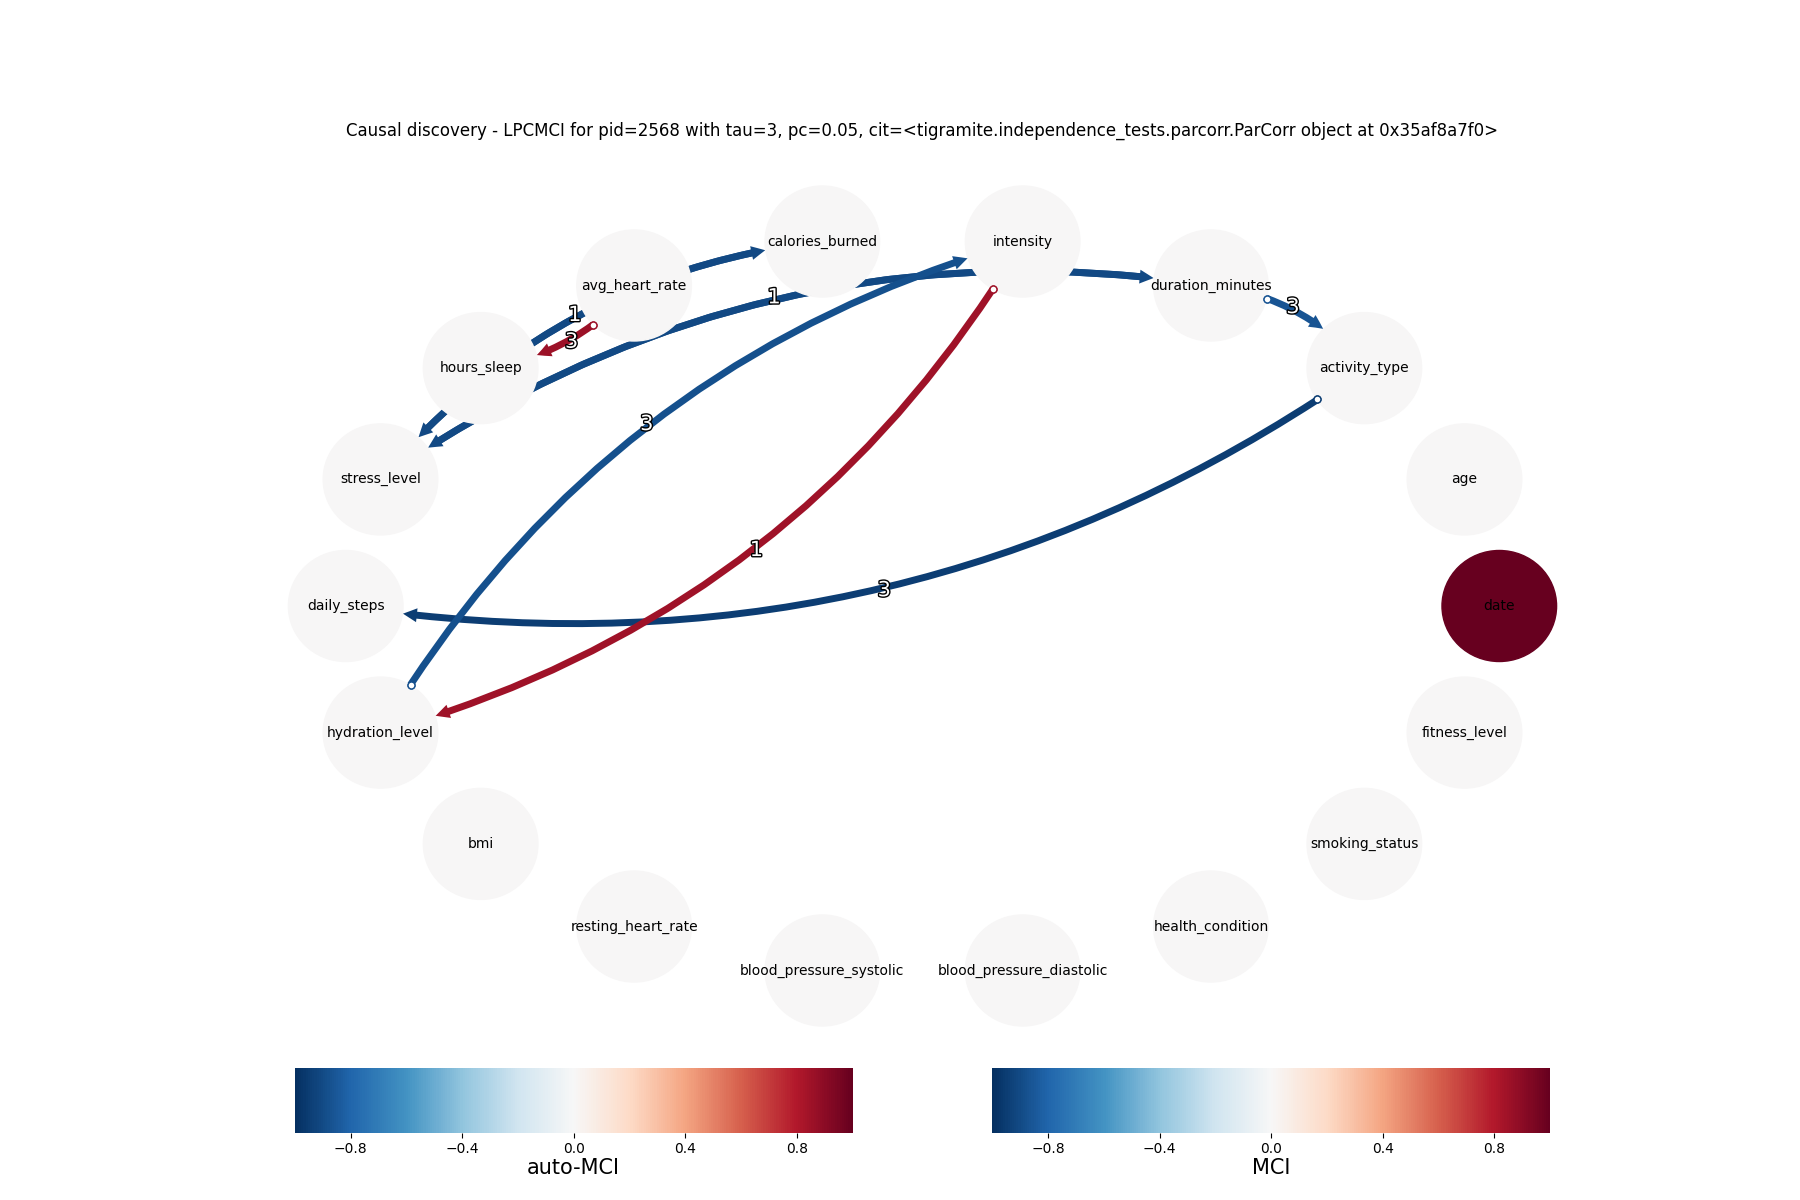 Causal discovery - LPCMCI for pid=2568 with tau=3, pc=0.05, cit=<tigramite.independence_tests.parcorr.ParCorr object at 0x35af8a7f0>
calories_burned
intensity
avg_heart_rate
duration_minutes
1
1
3
3
hours_sleep
activity_type
3
stress_level
age
1
3
daily_steps
date
hydration_level
fitness_level
bmi
smoking_status
resting_heart_rate
health_condition
blood_pressure_systolic
blood_pressure_diastolic
−0.8 −0.4 0.0 0.4 0.8
auto-MCI
−0.8 −0.4 0.0 0.4 0.8
MCI